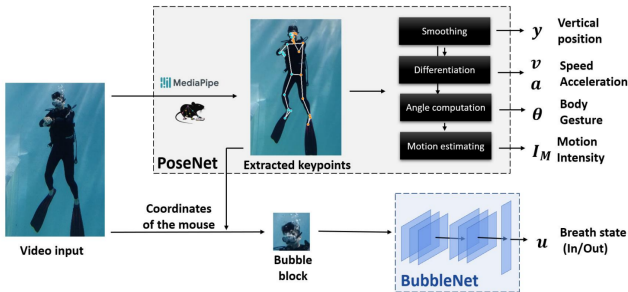 Smoothing
y
Vertical
position
MediaPipe
Differentiation
v
a
Speed
Acceleration
Angle computation
θ
Body
Gesture
Motion estimating
I_M
Motion
Intensity
PoseNet
Extracted keypoints
Coordinates
of the mouse
Video input
Bubble
block
BubbleNet
u
Breath state
(In/Out)